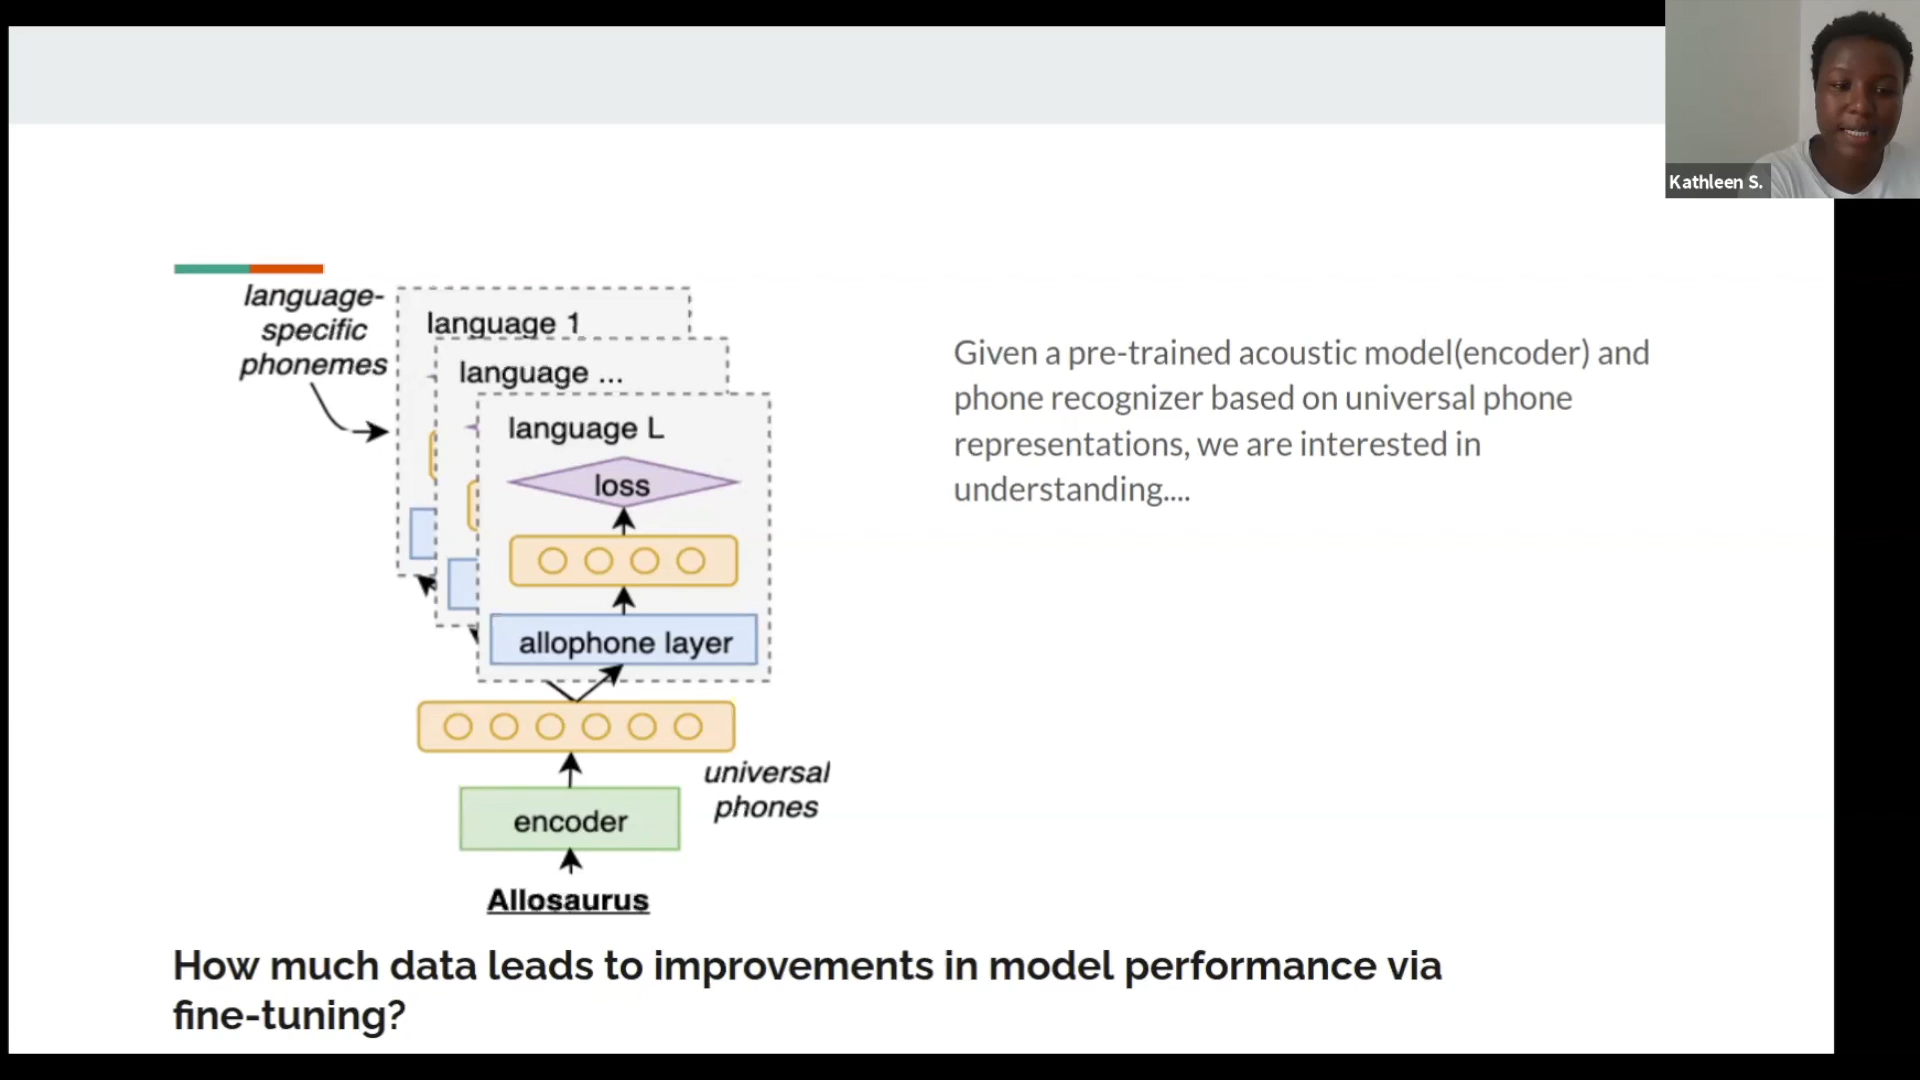 Kathleen S.
language-
specific
phonemes
language 1
language ...
language L
loss
allophone layer
universal
phones
encoder
Allosaurus
Given a pre-trained acoustic model(encoder) and
phone recognizer based on universal phone
representations, we are interested in
understanding....
How much data leads to improvements in model performance via
fine-tuning?